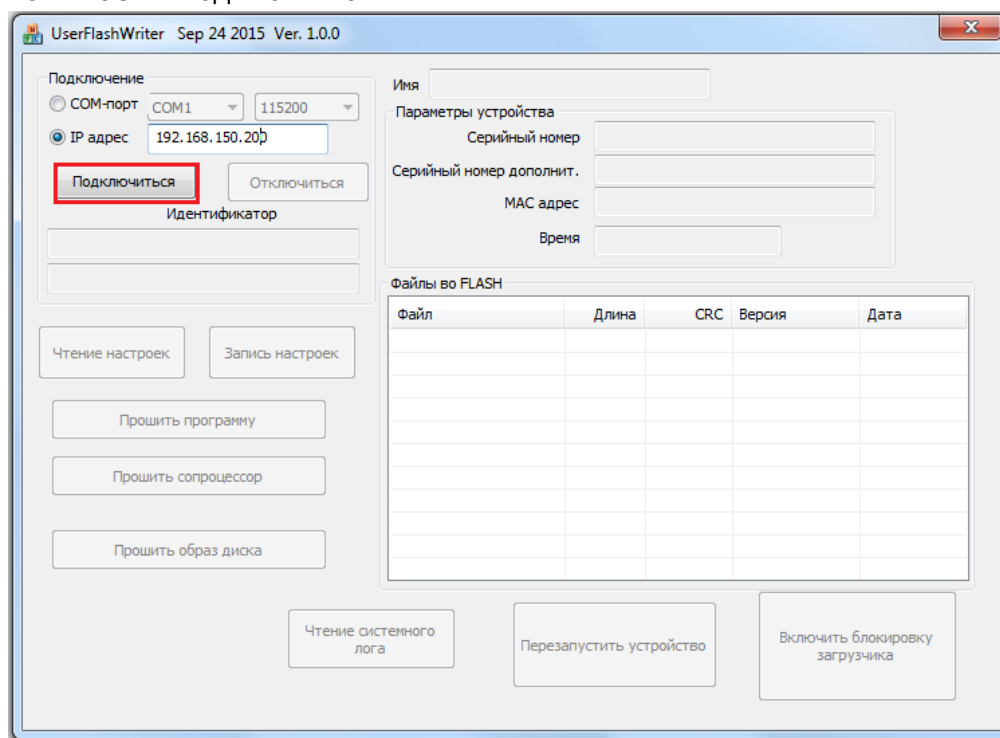 UserFlashWriter Sep 24 2015 Ver. 1.0.0
Подключение
COM-порт COM1 115200
IP адрес 192.168.150.200
Подключиться Отключиться
Идентификатор
Имя
Параметры устройства
Серийный номер
Серийный номер дополнит.
MAC адрес
Время
Файлы во FLASH
Файл Длина CRC Версия Дата
Чтение настроек Запись настроек
Прошить программу
Прошить сопроцессор
Прошить образ диска
Чтение системного
лога
Перезапустить устройство
Включить блокировку
загрузчика